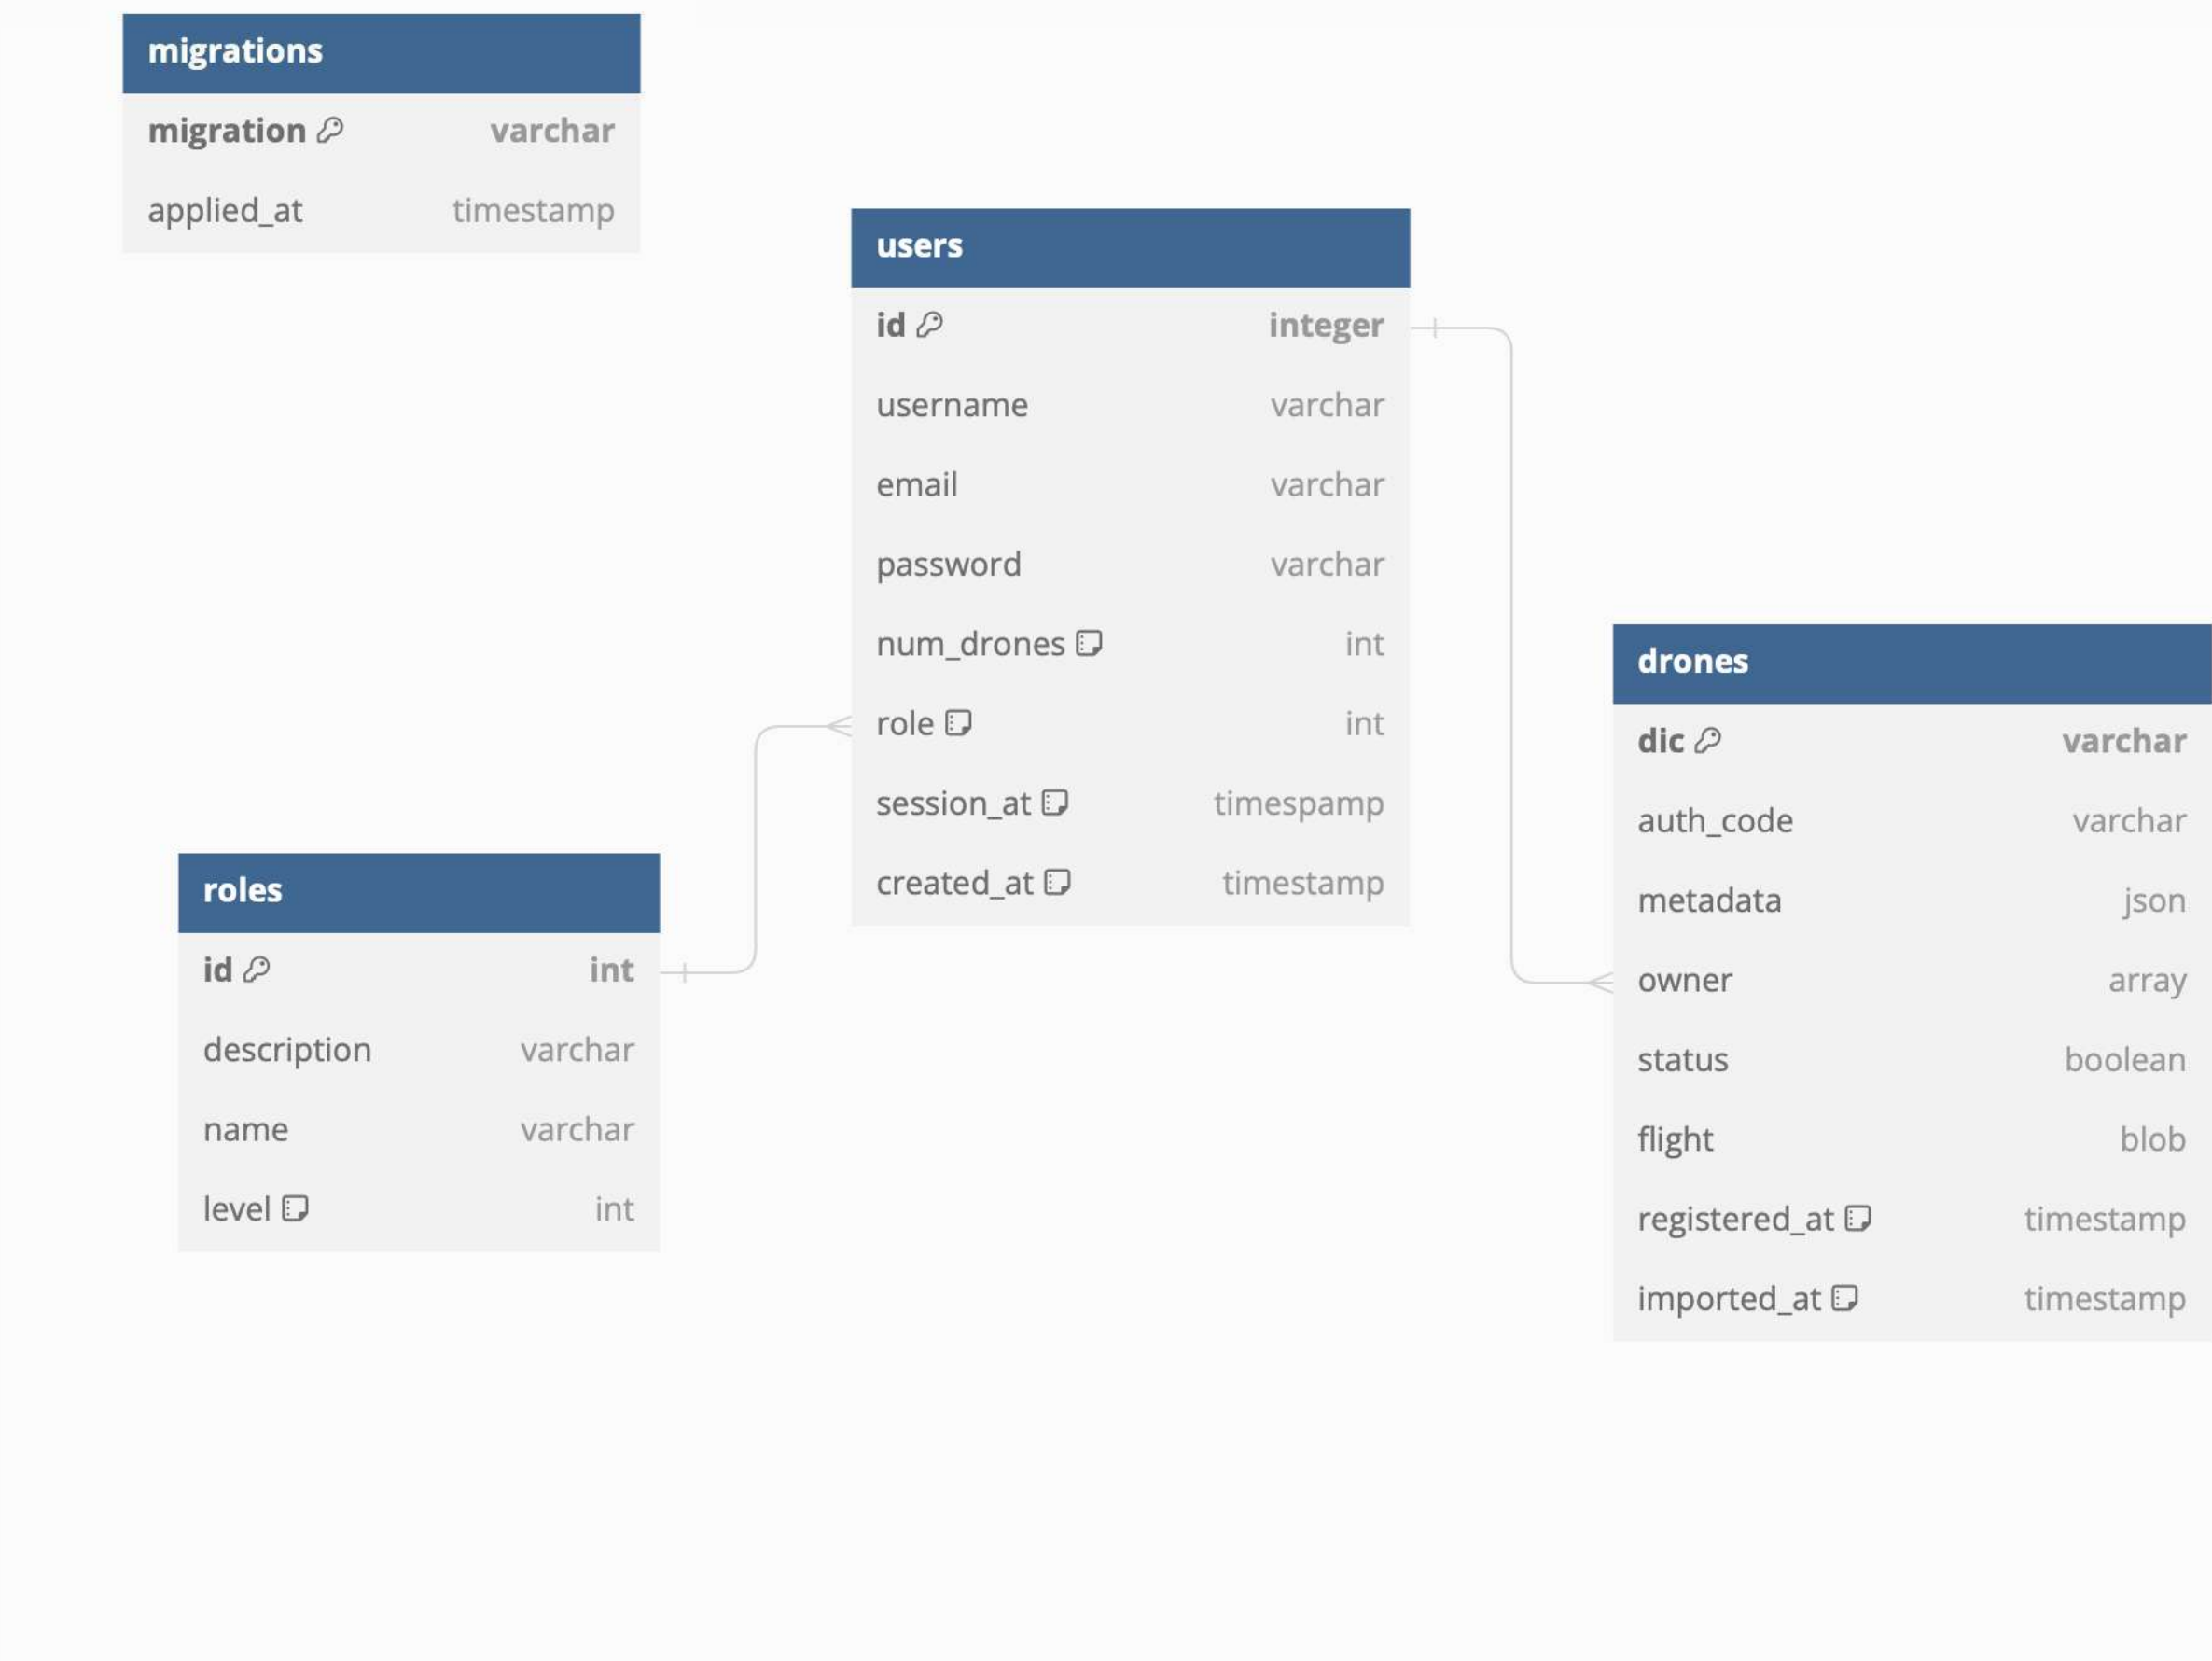 migrations
migration varchar
applied_at timestamp
users
id integer
username varchar
email varchar
password varchar
num_drones int
role int
session_at timespamp
created_at timestamp
drones
dic varchar
auth_code varchar
metadata json
owner array
status boolean
flight blob
registered_at timestamp
imported_at timestamp
roles
id int
description varchar
name varchar
level int